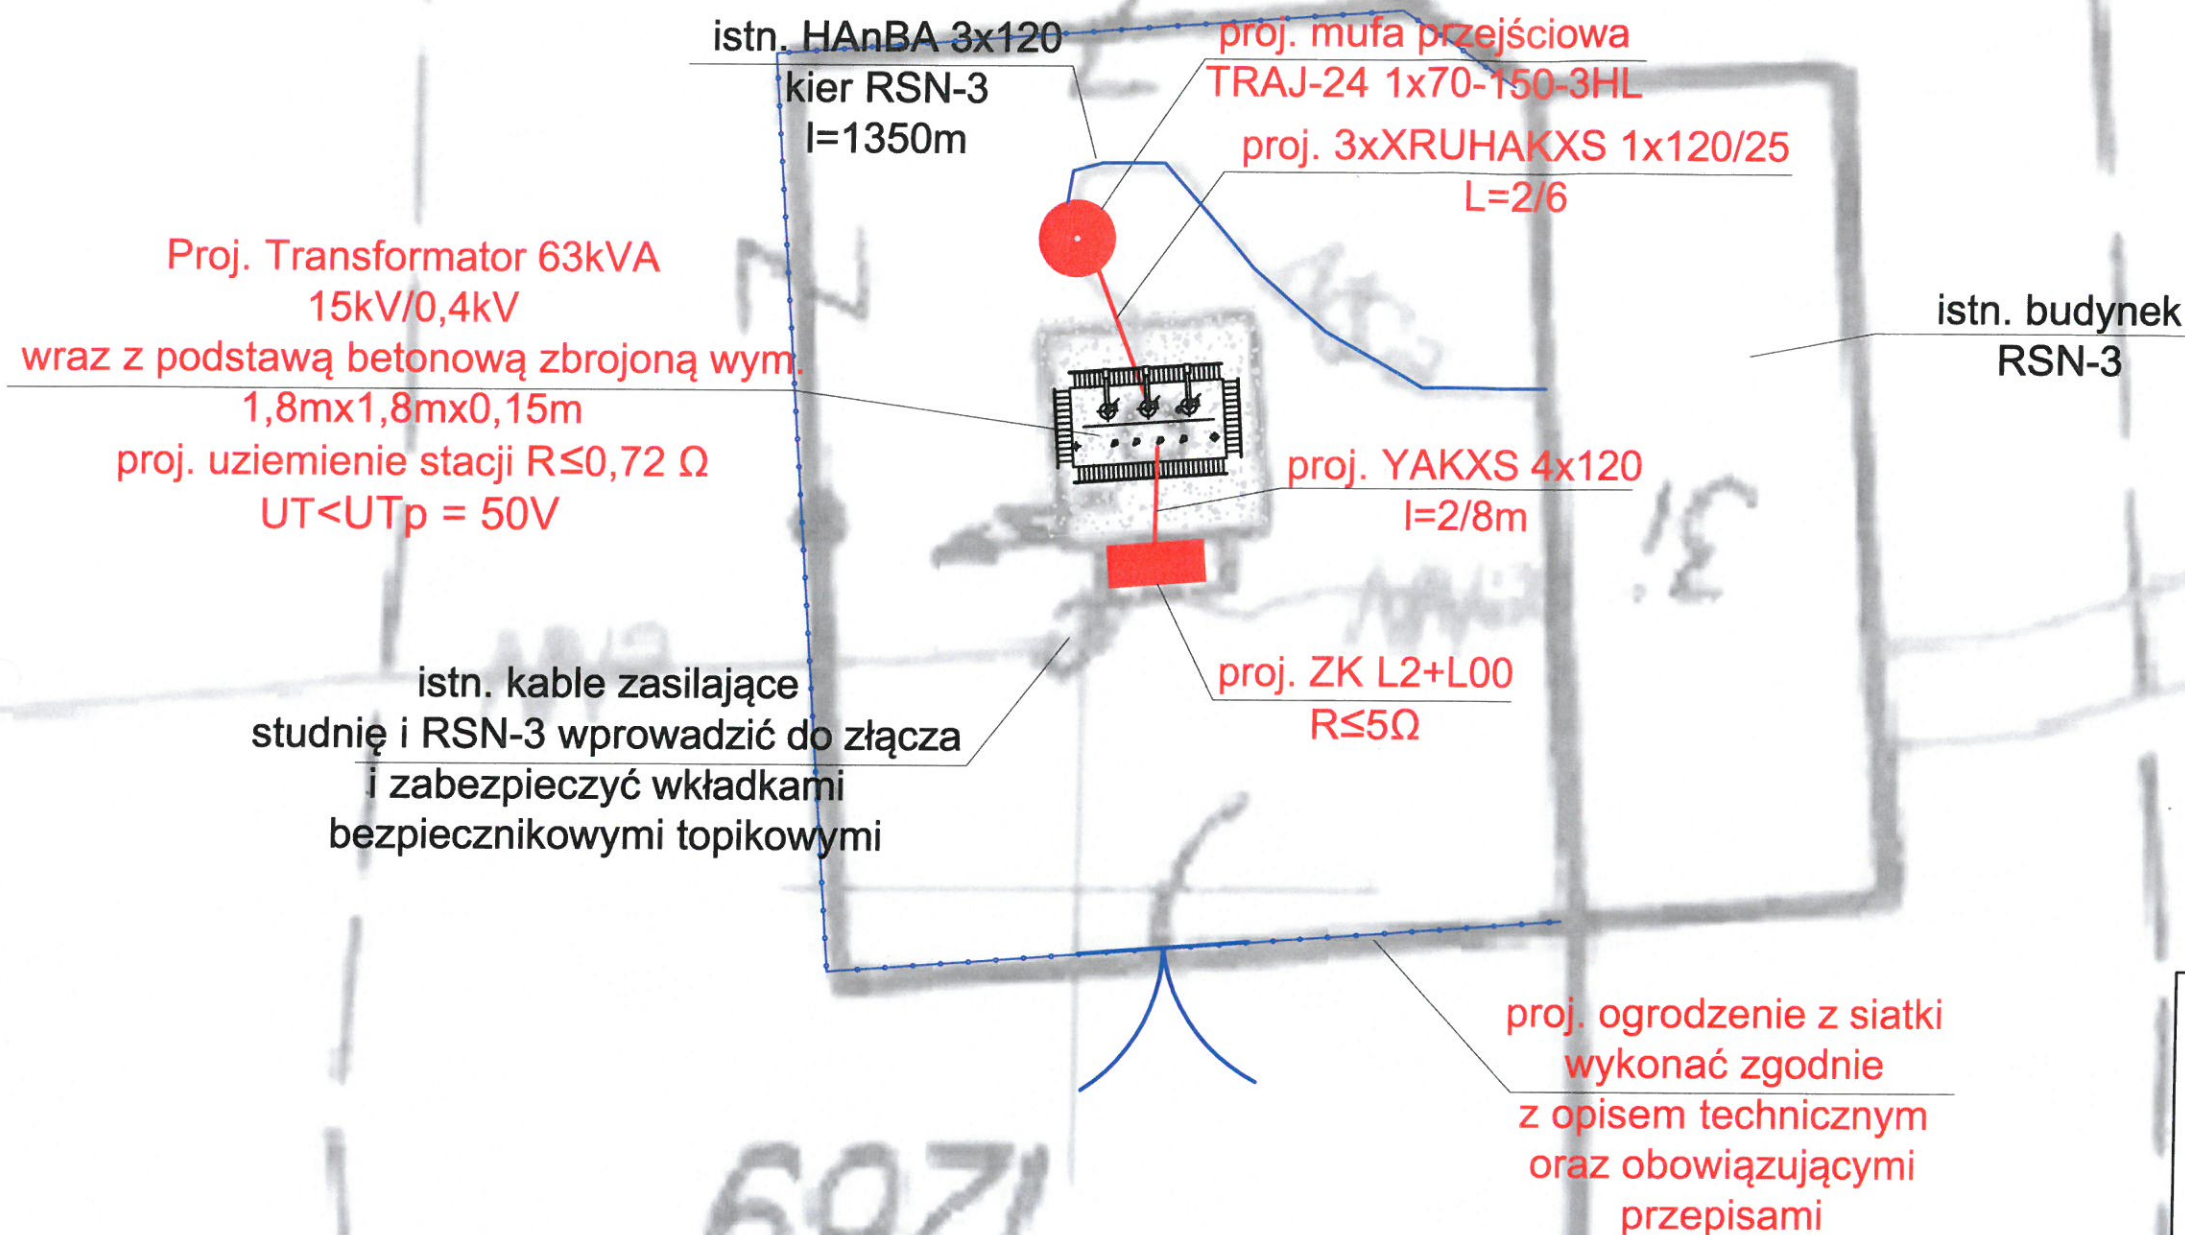 istn. HAnBA 3x120
kier RSN-3
l=1350m
proj. mufa przejściowa
TRAJ-24 1x70-150-3HL
proj. 3xXRUHAKXS 1x120/25
L=2/6
Proj. Transformator 63kVA
15kV/0,4kV
wraz z podstawą betonową zbrojoną wym.
1,8mx1,8mx0,15m
proj. uziemienie stacji R≤0,72 Ω
UT<UTp = 50V
istn. budynek
RSN-3
proj. YAKXS 4x120
l=2/8m
istn. kable zasilające
studnię i RSN-3 wprowadzić do złącza
i zabezpieczyć wkładkami
bezpiecznikowymi topikowymi
proj. ZK L2+L00
R≤5Ω
proj. ogrodzenie z siatki
wykonać zgodnie
z opisem technicznym
oraz obowiązującymi
przepisami